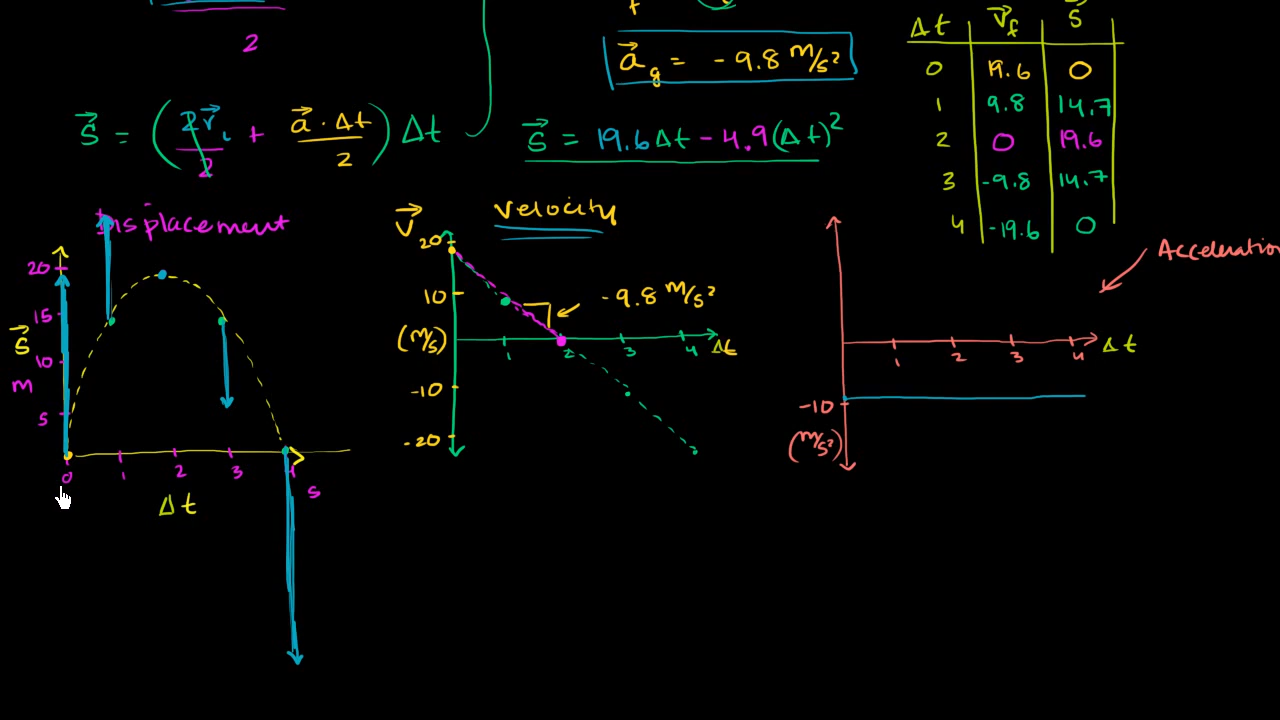 2
a⃗g = -9.8 m/s²
Δt v⃗f s⃗
0 19.6 0
1 9.8 14.7
2 0 19.6
3 -9.8 14.7
4 -19.6 0
s⃗ = (2v⃗i/2 + a⃗·Δt/2) Δt
s⃗ = 19.6Δt - 4.9(Δt)²
Displacement
20
15
s⃗
10
m
5
0 1 2 3 4
s
Δt
v⃗ Velocity
20
10
-9.8 m/s²
(m/s)
1 2 3 4 Δt
-10
-20
Acceleration
1 2 3 4 Δt
-10
(m/s²)